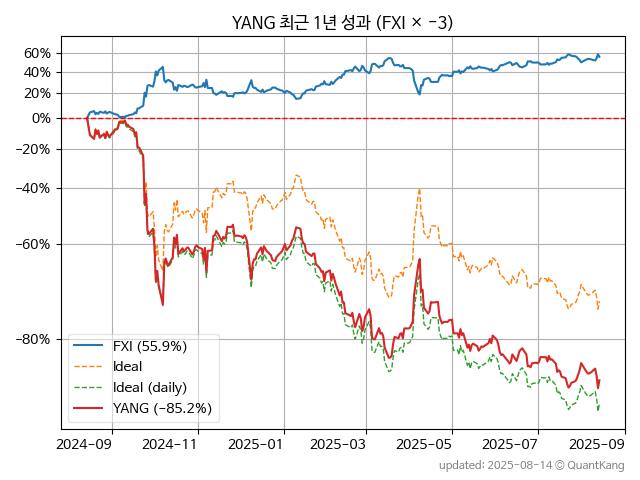 YANG 최근 1년 성과 (FXI × −3)
60%
40%
20%
0%
−20%
−40%
−60%
−80%
FXI (55.9%)
Ideal
Ideal (daily)
YANG (−85.2%)
2024-09 2024-11 2025-01 2025-03 2025-05 2025-07 2025-09
updated: 2025-08-14 © QuantKang